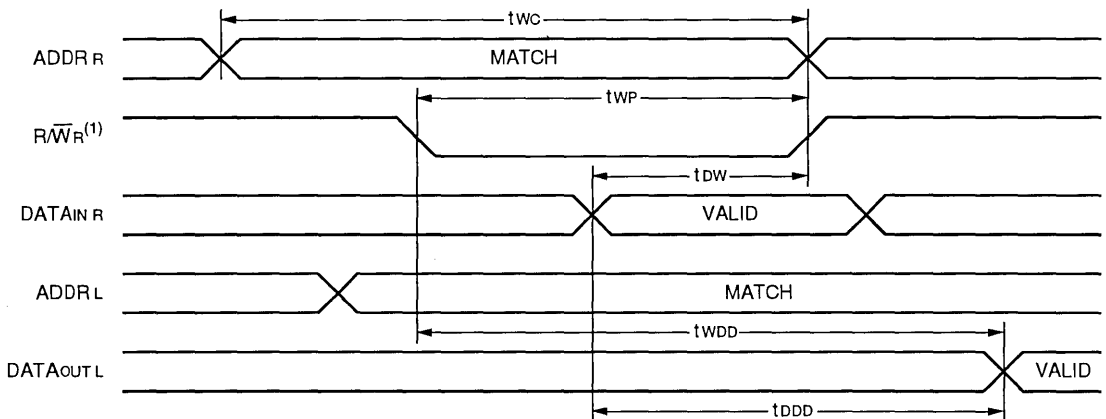 tWC
ADDR R
MATCH
tWP
R/W̅R(1)
tDW
DATAIN R
VALID
ADDR L
MATCH
tWDD
DATAOUT L
VALID
tDDD